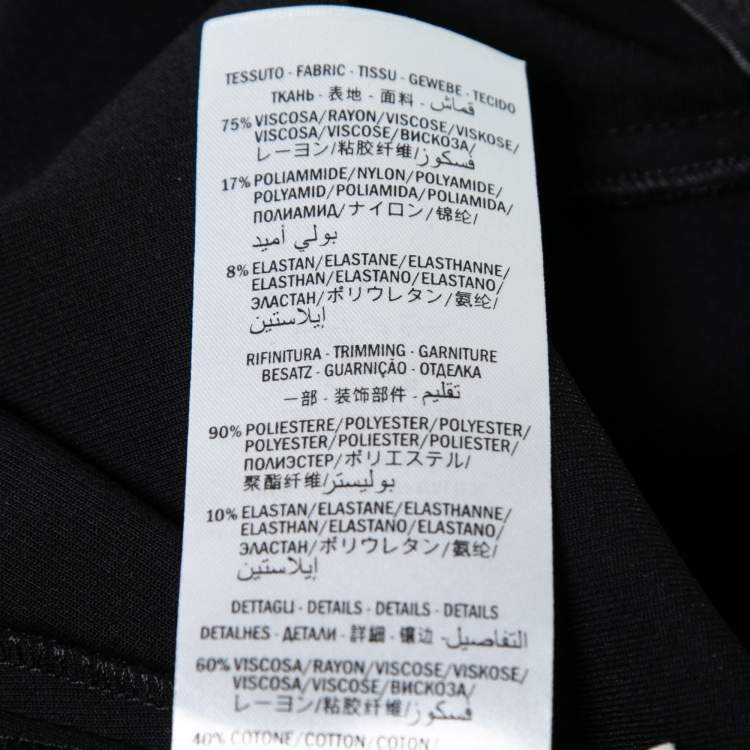 TESSUTO - FABRIC - TISSU - GEWEBE - TECIDO
ТКАНЬ - 表地 - 面料 - قماش
75% VISCOSA/RAYON/VISCOSE/VISKOSE/
VISCOSA/VISCOSE/ВИСКОЗА/
レーヨン/粘胶纤维/فسكوز
17% POLIAMMIDE/NYLON/POLYAMIDE/
POLYAMID/POLIAMIDA/POLIAMIDA/
ПОЛИАМИД/ナイロン/锦纶/
بولي أميد
8% ELASTAN/ELASTANE/ELASTHANNE/
ELASTHAN/ELASTANO/ELASTANO/
ЭЛАСТАН/ポリウレタン/氨纶/
إيلاستين
RIFINITURA - TRIMMING - GARNITURE
BESATZ - GUARNIÇÃO - ОТДЕЛКА
一部 - 装饰部件 - تقليم
90% POLIESTERE/POLYESTER/POLYESTER/
POLYESTER/POLIESTER/POLIESTER/
ПОЛИЭСТЕР/ポリエステル/
聚酯纤维/بوليستر
10% ELASTAN/ELASTANE/ELASTHANNE/
ELASTHAN/ELASTANO/ELASTANO/
ЭЛАСТАН/ポリウレタン/氨纶/
إيلاستين
DETTAGLI - DETAILS - DETAILS - DETAILS
DETALHES - ДЕТАЛИ - 詳細 - 镶边 - التفاصيل
60% VISCOSA/RAYON/VISCOSE/VISKOSE/
VISCOSA/VISCOSE/ВИСКОЗА/
レーヨン/粘胶纤维/فسكوز
40% COTONE/COTTON/COTON/